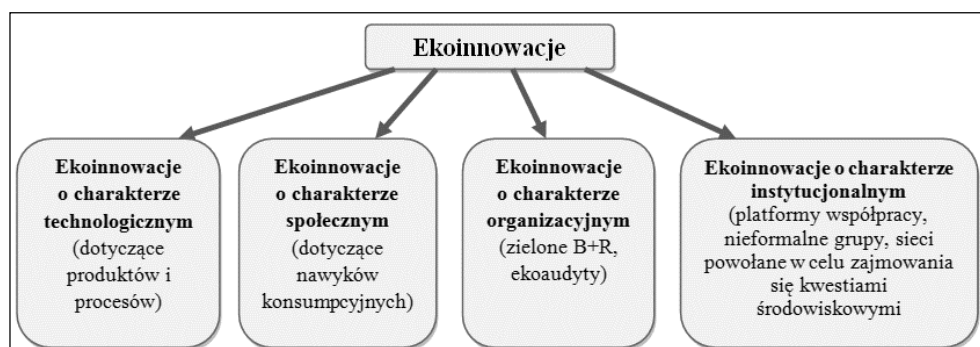 Ekoinnowacje
Ekoinnowacje
o charakterze
technologicznym
(dotyczące
produktów i
procesów)
Ekoinnowacje
o charakterze
społecznym
(dotyczące
nawyków
konsumpcyjnych)
Ekoinnowacje
o charakterze
organizacyjnym
(zielone B+R,
ekoaudyty)
Ekoinnowacje o charakterze
instytucjonalnym
(platformy współpracy,
nieformalne grupy, sieci
powołane w celu zajmowania
się kwestiami
środowiskowymi